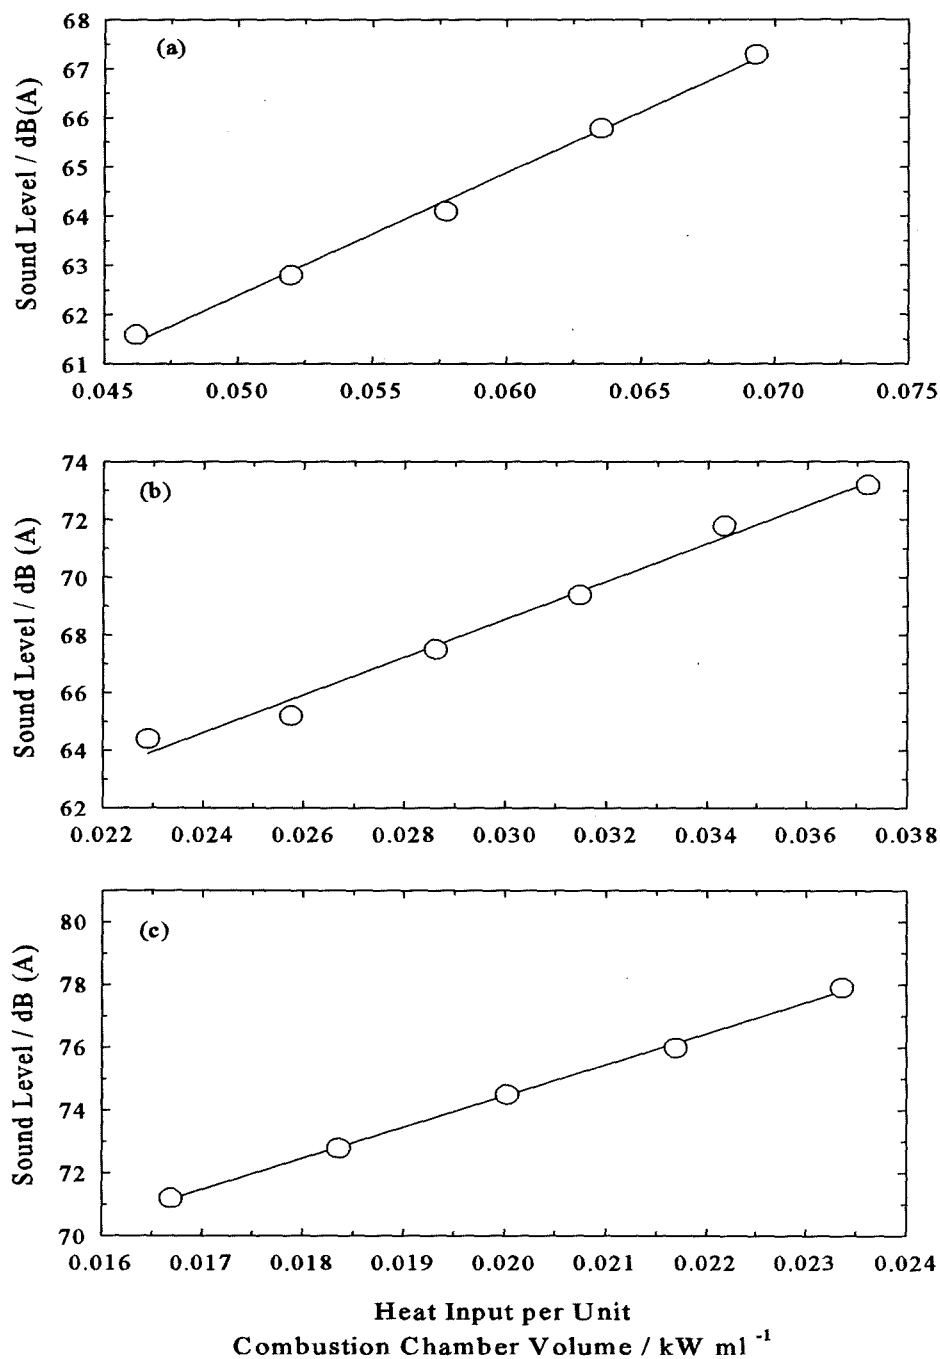 68
(a)
67
66
65
64
63
62
61
Sound Level / dB(A)
0.045 0.050 0.055 0.060 0.065 0.070 0.075
74
(b)
72
70
68
66
64
62
Sound Level / dB (A)
0.022 0.024 0.026 0.028 0.030 0.032 0.034 0.036 0.038
80
(c)
78
76
74
72
70
Sound Level / dB (A)
0.016 0.017 0.018 0.019 0.020 0.021 0.022 0.023 0.024
Heat Input per Unit
Combustion Chamber Volume / kW ml⁻¹